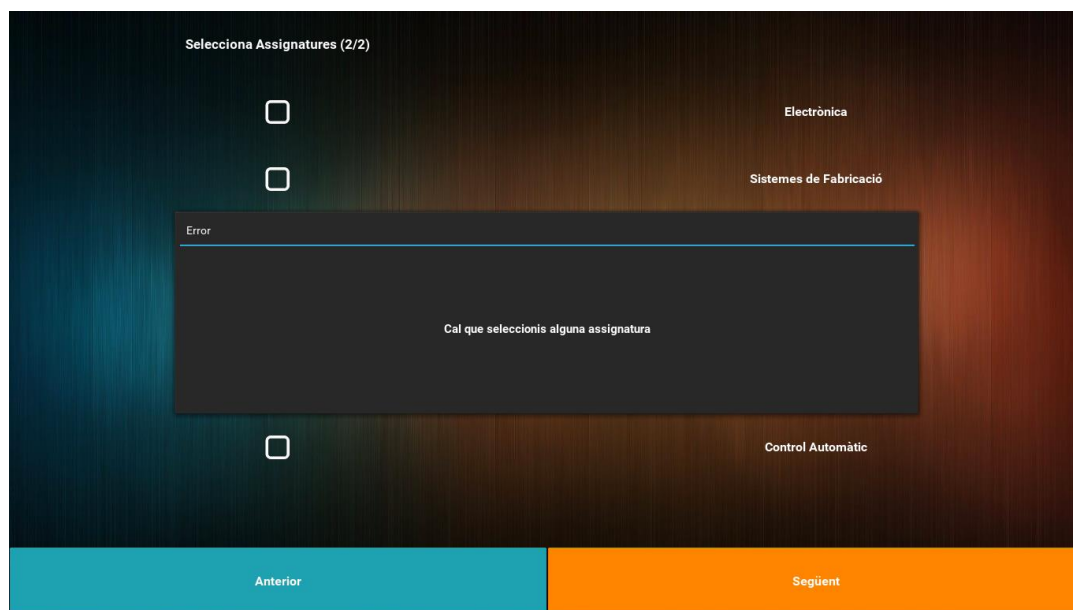 Selecciona Assignatures (2/2)
Electrònica
Sistemes de Fabricació
Error
Cal que seleccionis alguna assignatura
Control Automàtic
Anterior
Següent